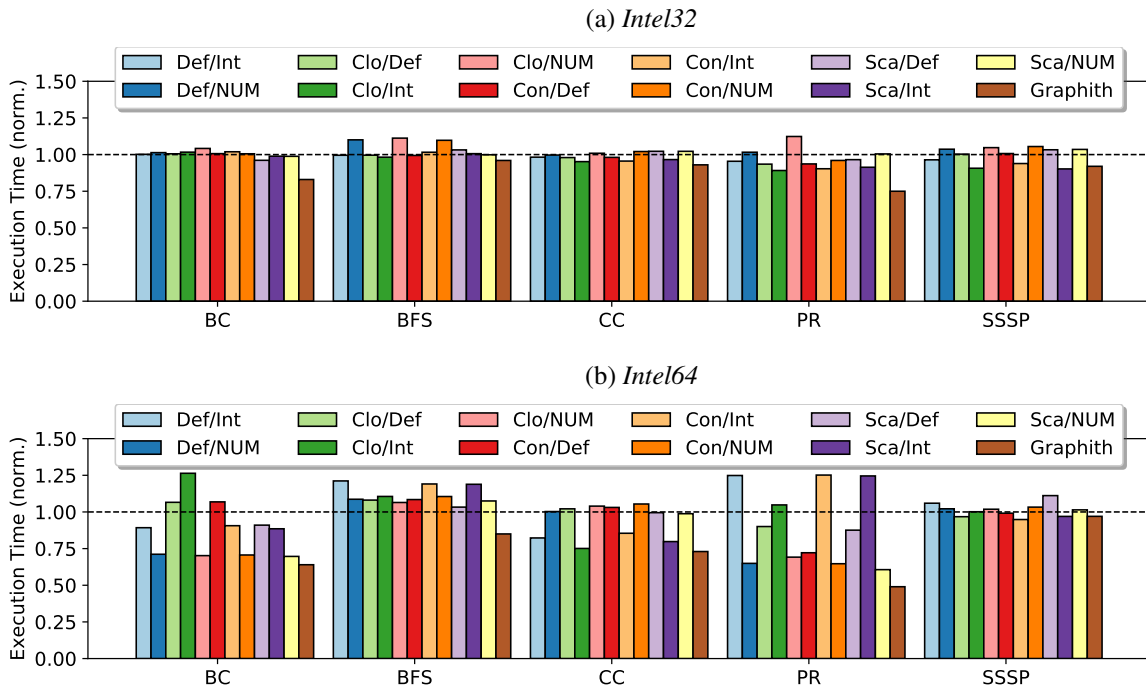 (a) Intel32
Def/Int Clo/Def Clo/NUM Con/Int Sca/Def Sca/NUM
Def/NUM Clo/Int Con/Def Con/NUM Sca/Int Graphith
Execution Time (norm.)
1.50
1.25
1.00
0.75
0.50
0.25
0.00
BC BFS CC PR SSSP
(b) Intel64
Def/Int Clo/Def Clo/NUM Con/Int Sca/Def Sca/NUM
Def/NUM Clo/Int Con/Def Con/NUM Sca/Int Graphith
Execution Time (norm.)
1.50
1.25
1.00
0.75
0.50
0.25
0.00
BC BFS CC PR SSSP